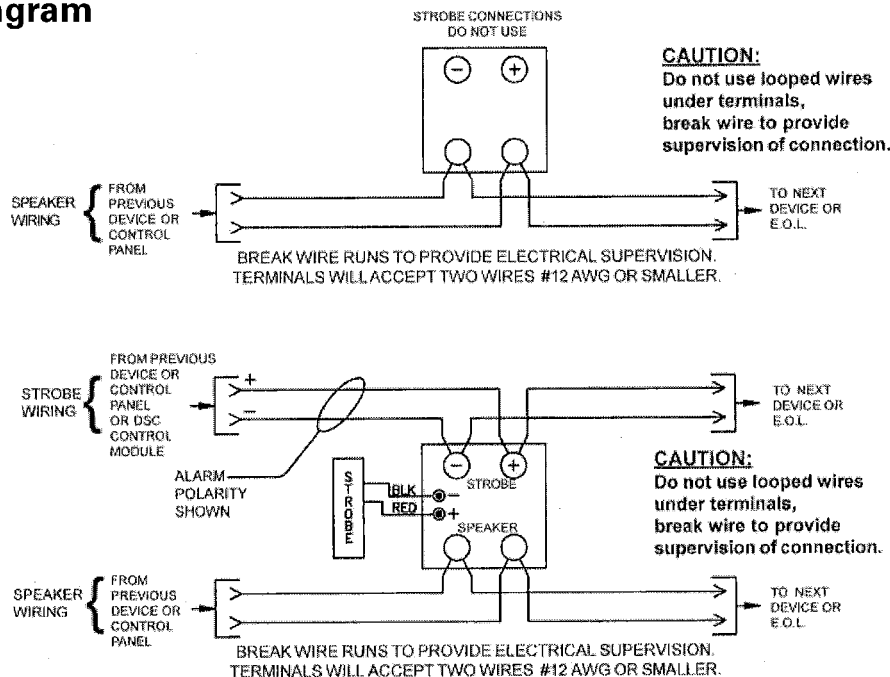 agram
STROBE CONNECTIONS
DO NOT USE
− +
CAUTION:
Do not use looped wires
under terminals,
break wire to provide
supervision of connection.
SPEAKER
WIRING
FROM
PREVIOUS
DEVICE OR
CONTROL
PANEL
TO NEXT
DEVICE OR
E.O.L.
BREAK WIRE RUNS TO PROVIDE ELECTRICAL SUPERVISION.
TERMINALS WILL ACCEPT TWO WIRES #12 AWG OR SMALLER.
STROBE
WIRING
FROM PREVIOUS
DEVICE OR
CONTROL
PANEL
OR DSC
CONTROL
MODULE
+
−
TO NEXT
DEVICE OR
E.O.L.
ALARM
POLARITY
SHOWN
STROBE
BLK
RED
− +
STROBE
−
+
SPEAKER
CAUTION:
Do not use looped wires
under terminals,
break wire to provide
supervision of connection.
SPEAKER
WIRING
FROM
PREVIOUS
DEVICE OR
CONTROL
PANEL
TO NEXT
DEVICE OR
E.O.L.
BREAK WIRE RUNS TO PROVIDE ELECTRICAL SUPERVISION.
TERMINALS WILL ACCEPT TWO WIRES #12 AWG OR SMALLER.